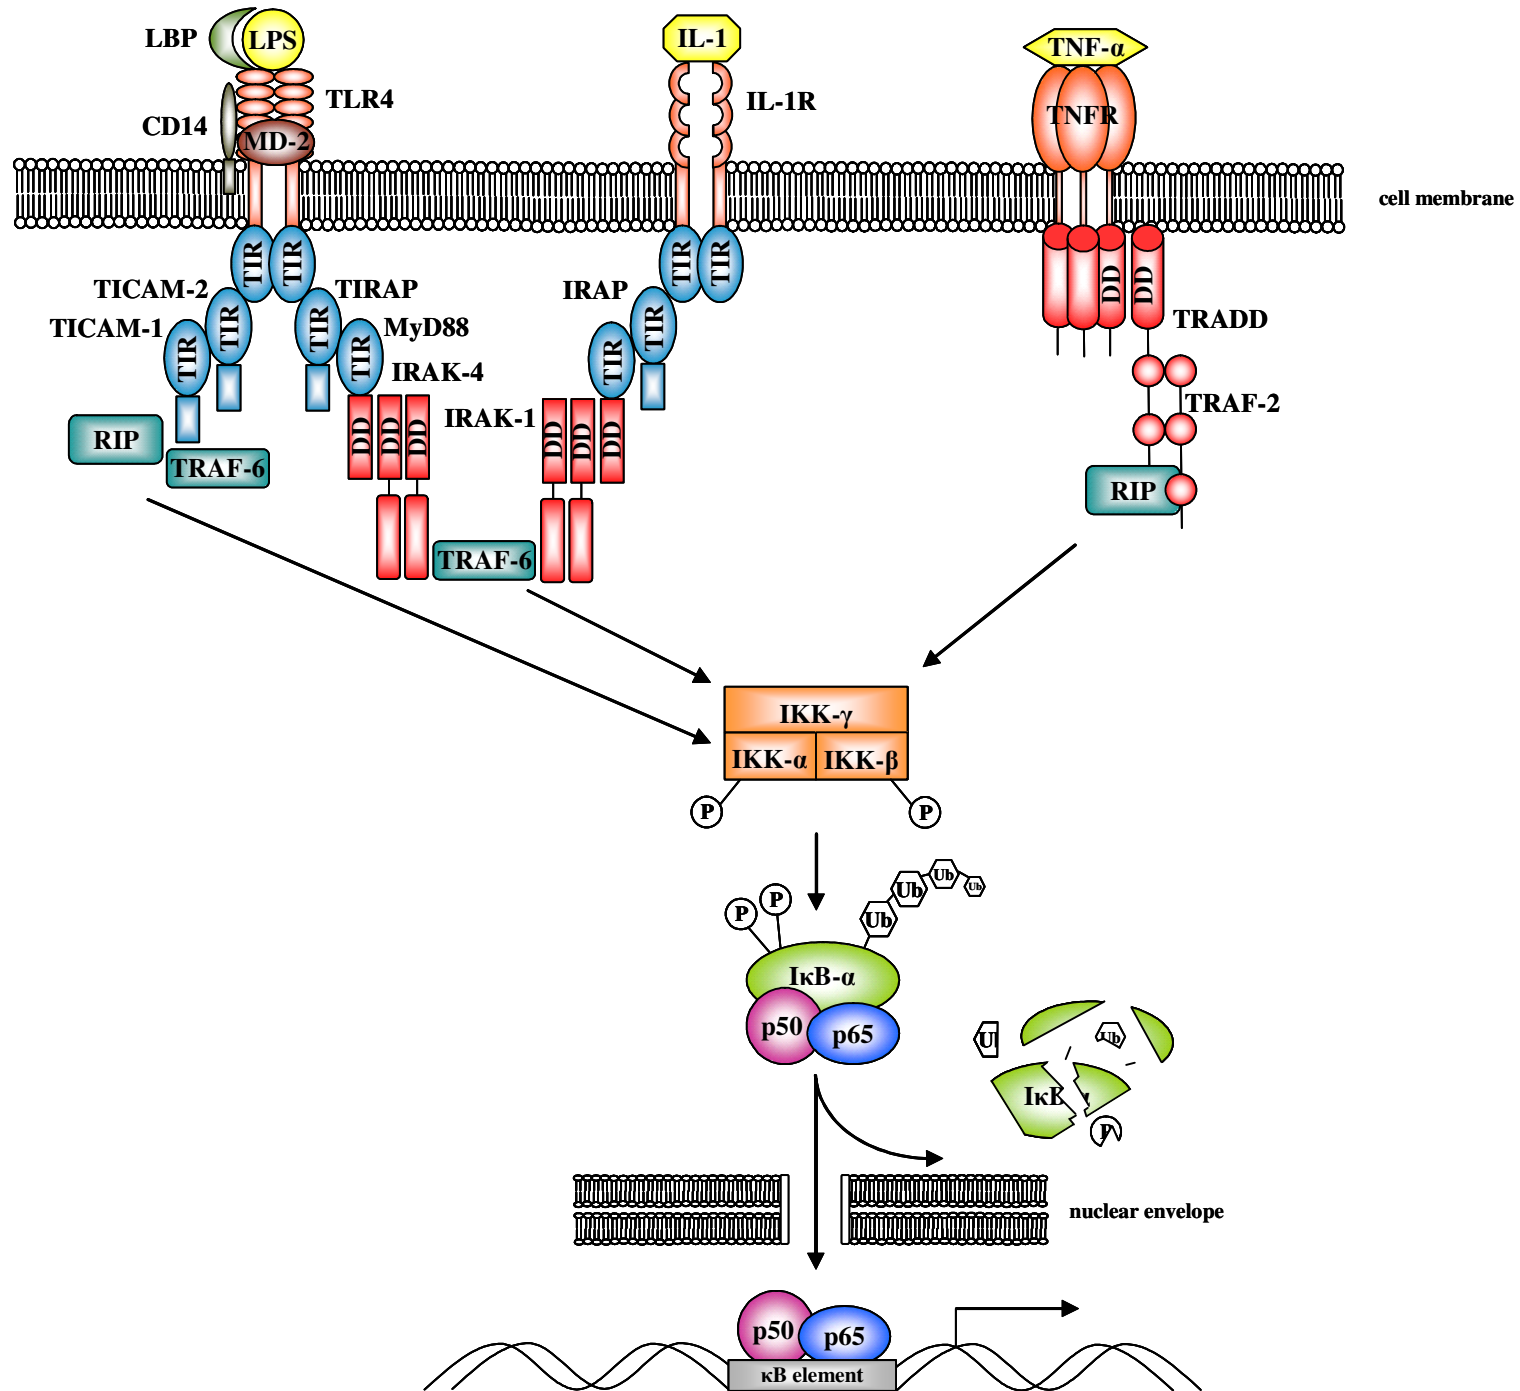 LBP
LPS
IL-1
TNF-α
TLR4
IL-1R
TNFR
CD14
MD-2
cell membrane
TIR
TIR
TIR
TIR
DD
DD
TICAM-2
TIRAP
IRAP
TRADD
TICAM-1
TIR
TIR
MyD88
TIR
TIR
TIR
TIR
IRAK-4
TRAF-2
IRAK-1
RIP
TRAF-6
DD
DD
DD
DD
DD
DD
RIP
TRAF-6
IKK-γ
IKK-α
IKK-β
P
P
P
P
Ub
Ub
Ub
Ub
IκB-α
p50
p65
Ub
IκB
P
nuclear envelope
p50
p65
κB element